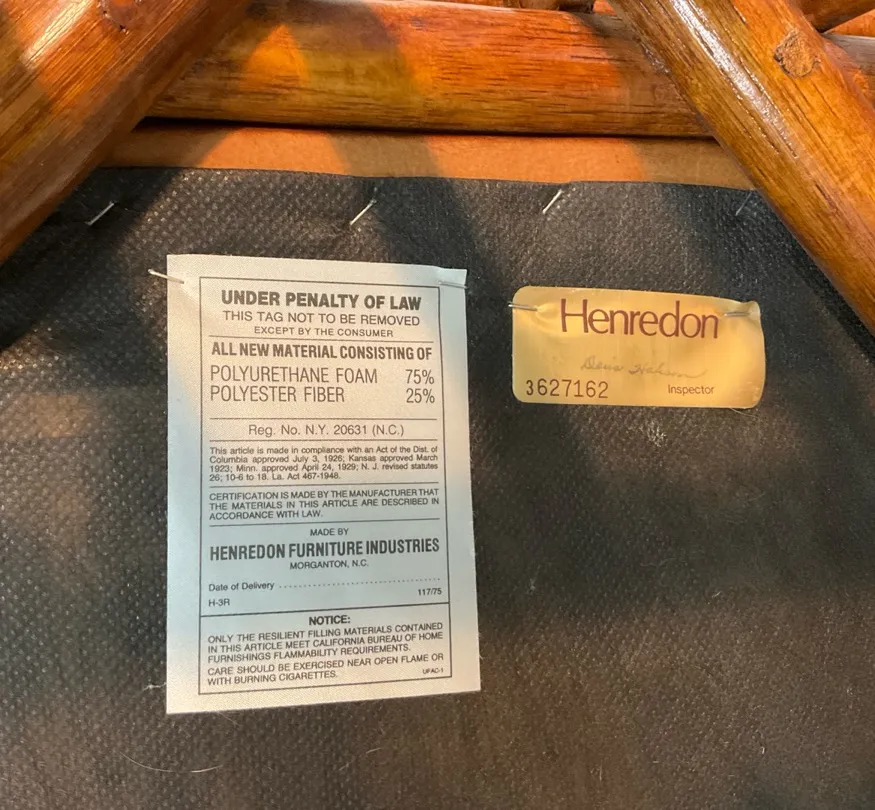 UNDER PENALTY OF LAW
THIS TAG NOT TO BE REMOVED
EXCEPT BY THE CONSUMER
ALL NEW MATERIAL CONSISTING OF
POLYURETHANE FOAM 75%
POLYESTER FIBER 25%
Reg. No. N.Y. 20631 (N.C.)
This article is made in compliance with an Act of the Dist. of
Columbia approved July 3, 1926; Kansas approved March
1923; Minn. approved April 24, 1929; N. J. revised statutes
26; 10-6 to 18. La. Act 467-1948.
CERTIFICATION IS MADE BY THE MANUFACTURER THAT
THE MATERIALS IN THIS ARTICLE ARE DESCRIBED IN
ACCORDANCE WITH LAW.
MADE BY
HENREDON FURNITURE INDUSTRIES
MORGANTON, N.C.
Date of Delivery
H-3R 117/75
NOTICE:
ONLY THE RESILIENT FILLING MATERIALS CONTAINED
IN THIS ARTICLE MEET CALIFORNIA BUREAU OF HOME
FURNISHINGS FLAMMABILITY REQUIREMENTS.
CARE SHOULD BE EXERCISED NEAR OPEN FLAME OR
WITH BURNING CIGARETTES. UFAC-1
Henredon
3627162 Inspector